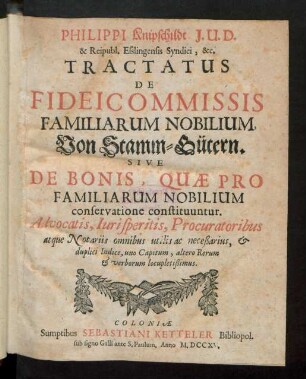 PHILIPPI Knipschildt J.U.D.
& Reipubl. Esslingensis Syndici, &c.
TRACTATUS
DE
FIDEICOMMISSIS
FAMILIARUM NOBILIUM,
Von Stamm-Gütern.
SIVE
DE BONIS, QUÆ PRO
FAMILIARUM NOBILIUM
conservatione constituuntur.
Advocatis, Jurisperitis, Procuratoribus
atque Notariis omnibus utilis ac necessarius, &
duplici Indice, uno Capitum, altero Rerum
& verborum locupletissimus.
COLONIÆ
Sumptibus SEBASTIANI KETTELER Bibliopol.
sub signo Galli ante S. Paulum, Anno